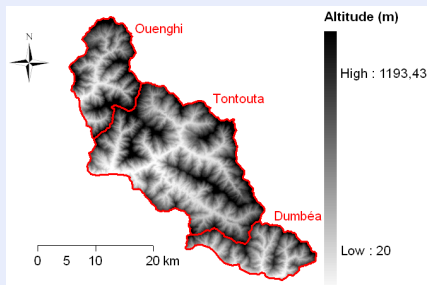 Altitude (m)
Ouenghi
N
High : 1193,43
Tontouta
Dumbéa
Low : 20
0 5 10 20 km